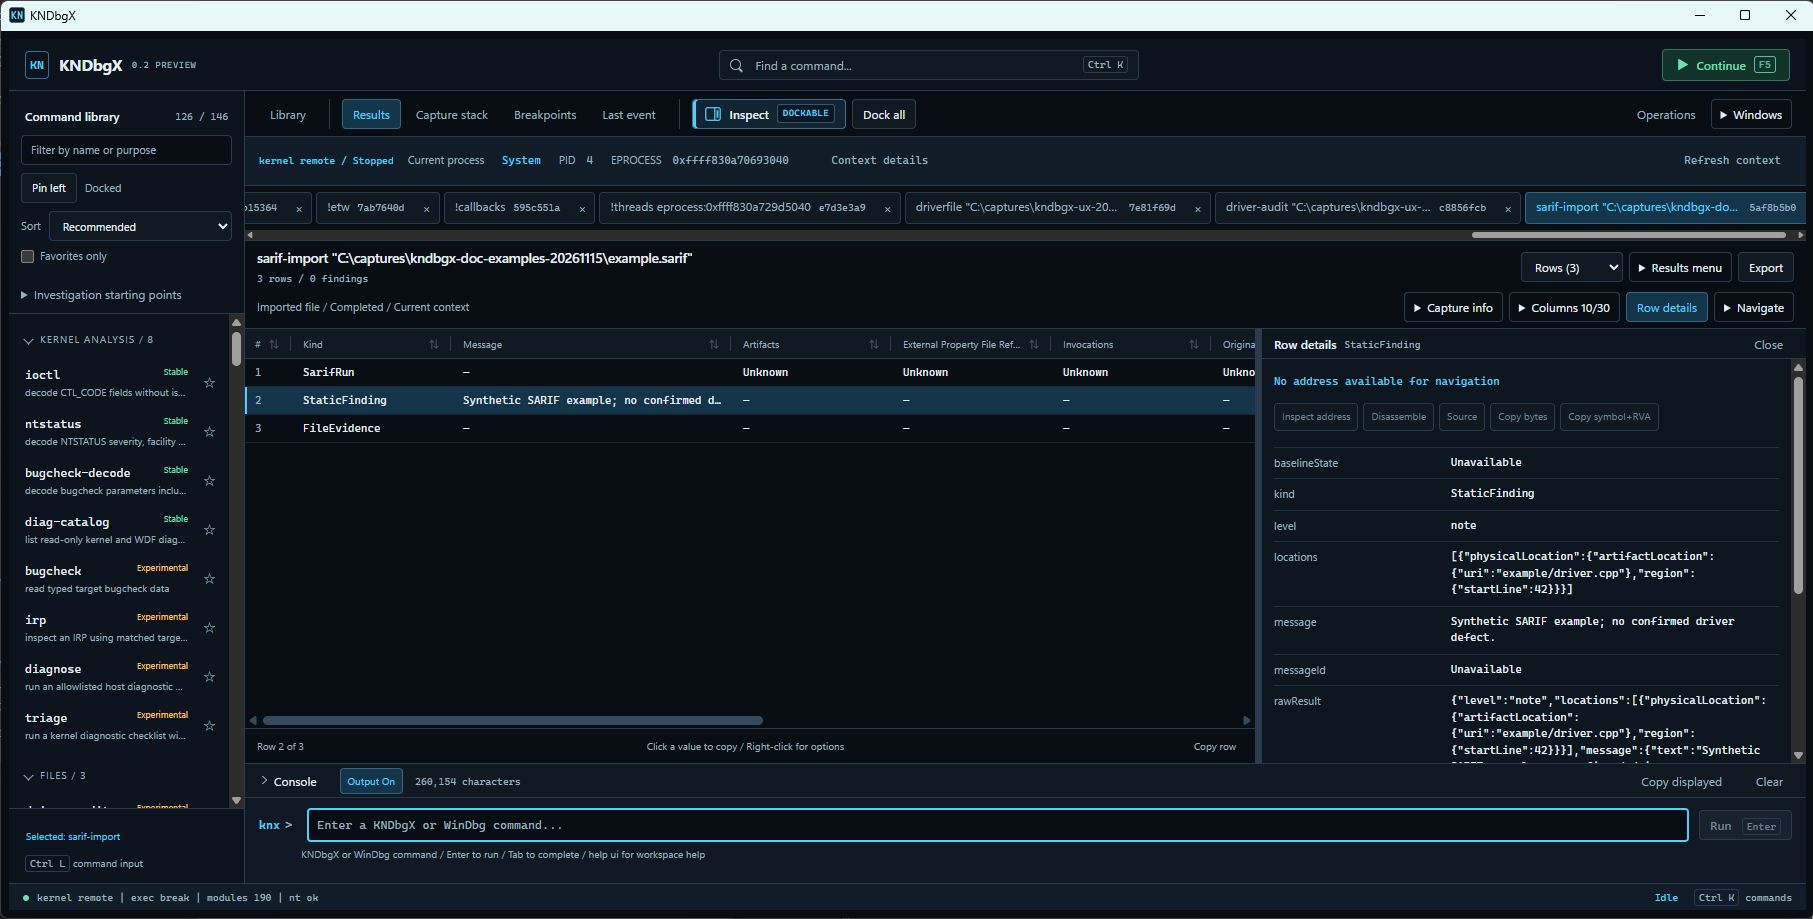 KN KNDbgX
KN KNDbgX 0.2 PREVIEW
Find a command... Ctrl K
Continue F5
Command library 126 / 146
Filter by name or purpose
Pin left Docked
Sort Recommended
Favorites only
Investigation starting points
KERNEL ANALYSIS / 8
ioctl Stable
decode CTL_CODE fields without is...
ntstatus Stable
decode NTSTATUS severity, facility ...
bugcheck-decode Stable
decode bugcheck parameters inclu...
diag-catalog Stable
list read-only kernel and WDF diag...
bugcheck Experimental
read typed target bugcheck data
irp Experimental
inspect an IRP using matched targe...
diagnose Experimental
run an allowlisted host diagnostic ...
triage Experimental
run a kernel diagnostic checklist wi...
FILES / 3
Experimental
Selected: sarif-import
Ctrl L command input
Library Results Capture stack Breakpoints Last event Inspect DOCKABLE Dock all Operations Windows
kernel remote / Stopped Current process System PID 4 EPROCESS 0xffff830a70693040 Context details Refresh context
b15364 × !etw 7ab7640d × !callbacks 595c551a × !threads eprocess:0xffff830a729d5040 e7d3e3a9 × driverfile "C:\captures\kndbgx-ux-20... 7e81f69d × driver-audit "C:\captures\kndbgx-ux-... c8856fcb × sarif-import "C:\captures\kndbgx-do... 5af8b5b0
sarif-import "C:\captures\kndbgx-doc-examples-20261115\example.sarif"
3 rows / 0 findings
Rows (3) Results menu Export
Imported file / Completed / Current context
Capture info Columns 10/30 Row details Navigate
# Kind Message Artifacts External Property File Ref... Invocations Origina
1 SarifRun — Unknown Unknown Unknown Unkno
2 StaticFinding Synthetic SARIF example; no confirmed d... — — — —
3 FileEvidence — — — — —
Row 2 of 3 Click a value to copy / Right-click for options Copy row
Row details StaticFinding Close
No address available for navigation
Inspect address Disassemble Source Copy bytes Copy symbol+RVA
baselineState Unavailable
kind StaticFinding
level note
locations [{"physicalLocation":{"artifactLocation":
{"uri":"example/driver.cpp"},"region":
{"startLine":42}}}]
message Synthetic SARIF example; no confirmed driver
defect.
messageId Unavailable
rawResult {"level":"note","locations":[{"physicalLocation":
{"artifactLocation":
{"uri":"example/driver.cpp"},"region":
{"startLine":42}}}],"message":{"text":"Synthetic
Console Output On 260,154 characters Copy displayed Clear
knx > Enter a KNDbgX or WinDbg command... Run Enter
KNDbgX or WinDbg command / Enter to run / Tab to complete / help ui for workspace help
kernel remote | exec break | modules 190 | nt ok Idle Ctrl K commands